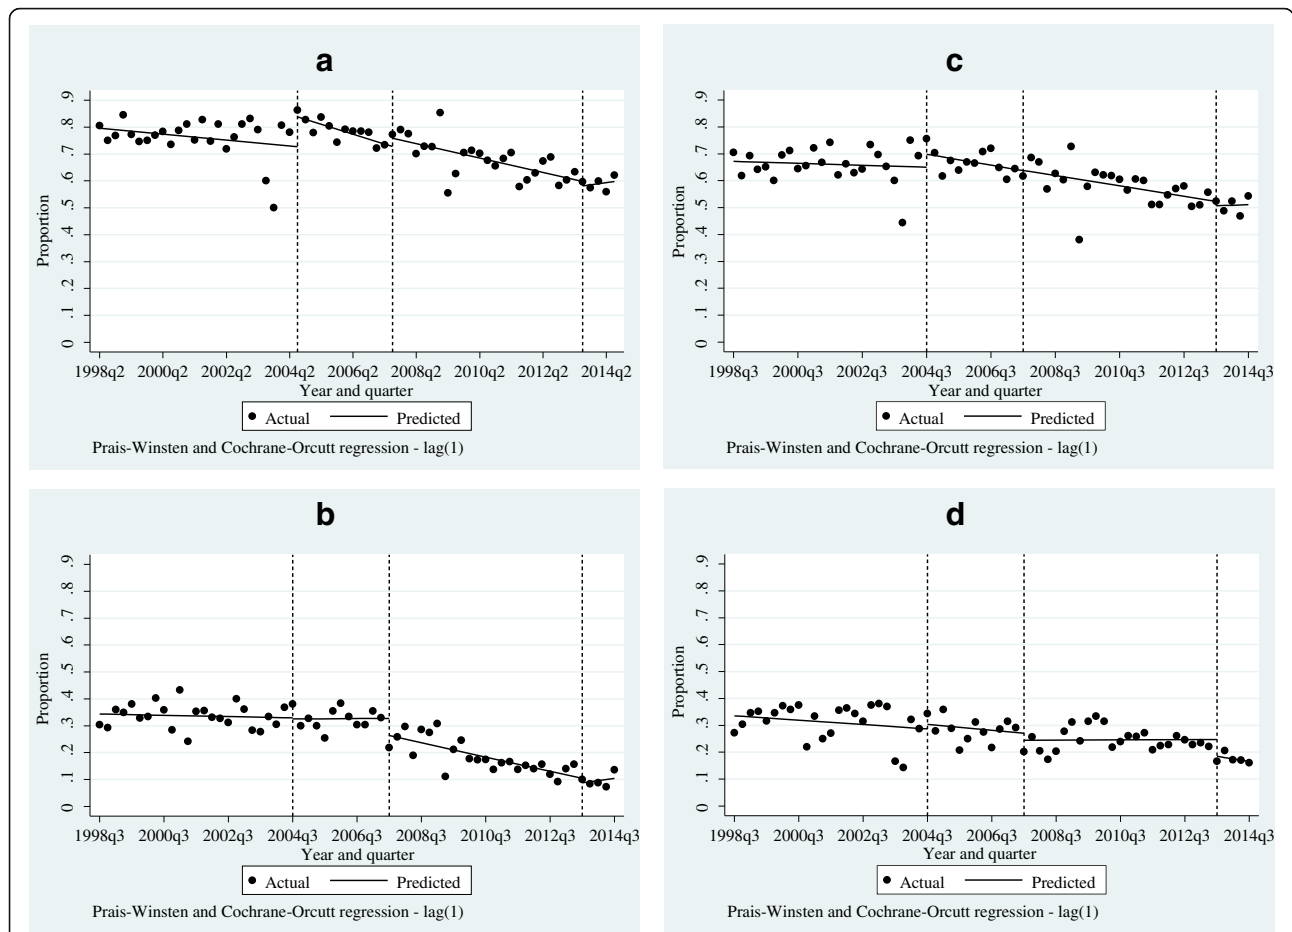 a
Proportion
.9
.8
.7
.6
.5
.4
.3
.2
.1
0
1998q2 2000q2 2002q2 2004q2 2006q2 2008q2 2010q2 2012q2 2014q2
Year and quarter
Actual Predicted
Prais-Winsten and Cochrane-Orcutt regression - lag(1)
c
Proportion
.9
.8
.7
.6
.5
.4
.3
.2
.1
0
1998q3 2000q3 2002q3 2004q3 2006q3 2008q3 2010q3 2012q3 2014q3
Year and quarter
Actual Predicted
Prais-Winsten and Cochrane-Orcutt regression - lag(1)
b
Proportion
.9
.8
.7
.6
.5
.4
.3
.2
.1
0
1998q3 2000q3 2002q3 2004q3 2006q3 2008q3 2010q3 2012q3 2014q3
Year and quarter
Actual Predicted
Prais-Winsten and Cochrane-Orcutt regression - lag(1)
d
Proportion
.9
.8
.7
.6
.5
.4
.3
.2
.1
0
1998q3 2000q3 2002q3 2004q3 2006q3 2008q3 2010q3 2012q3 2014q3
Year and quarter
Actual Predicted
Prais-Winsten and Cochrane-Orcutt regression - lag(1)